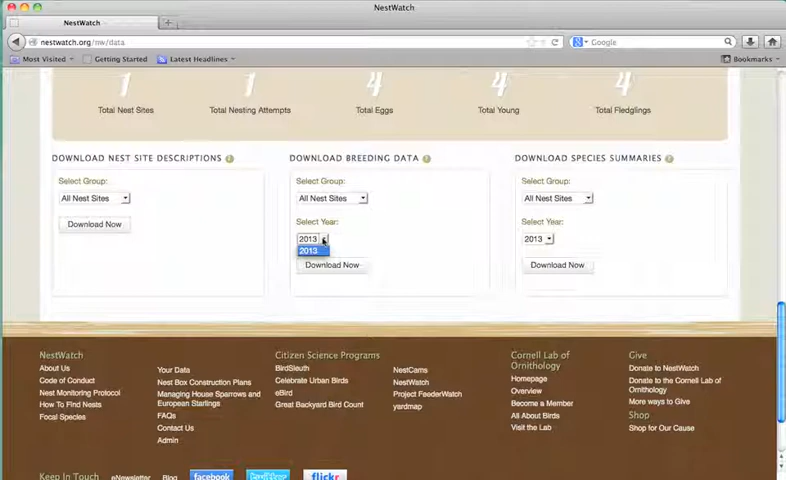 NestWatch
NestWatch
nestwatch.org/nw/data
Google
Most Visited
Getting Started
Latest Headlines
Bookmarks
1 1 4 4 4
Total Nest Sites
Total Nesting Attempts
Total Eggs
Total Young
Total Fledglings
DOWNLOAD NEST SITE DESCRIPTIONS
Select Group:
All Nest Sites
Download Now
DOWNLOAD BREEDING DATA
Select Group:
All Nest Sites
Select Year:
2013
2013
Download Now
DOWNLOAD SPECIES SUMMARIES
Select Group:
All Nest Sites
Select Year:
2013
Download Now
NestWatch
About Us
Code of Conduct
Nest Monitoring Protocol
How To Find Nests
Focal Species
Your Data
Nest Box Construction Plans
Managing House Sparrows and
European Starlings
FAQs
Contact Us
Admin
Citizen Science Programs
BirdSleuth
Celebrate Urban Birds
eBird
Great Backyard Bird Count
NestCams
NestWatch
Project FeederWatch
yardmap
Cornell Lab of
Ornithology
Homepage
Overview
Become a Member
All About Birds
Visit the Lab
Give
Donate to NestWatch
Donate to the Cornell Lab of
Ornithology
More ways to Give
Shop
Shop for Our Cause
Keep In Touch
eNewsletter
Blog
facebook
twitter
flickr